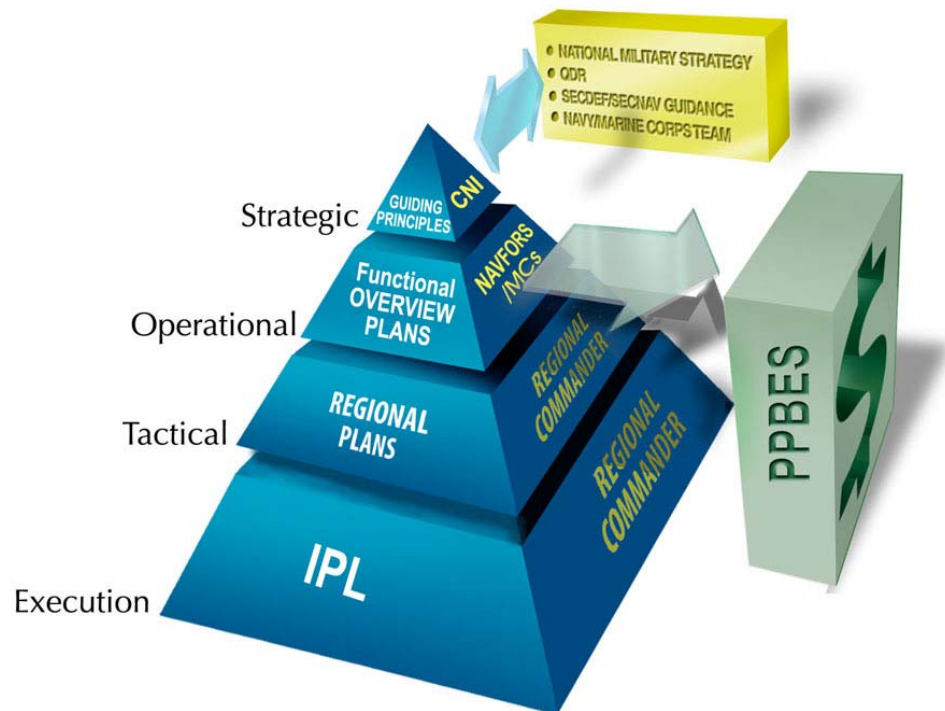 NATIONAL MILITARY STRATEGY
QDR
SECDEF/SECNAV GUIDANCE
NAVY/MARINE CORPS TEAM
Strategic
GUIDING
PRINCIPLES
CNI
Operational
Functional
OVERVIEW
PLANS
NAVFORS
/IMCs
Tactical
REGIONAL
PLANS
REGIONAL
COMMANDER
Execution
IPL
REGIONAL
COMMANDER
PPBES